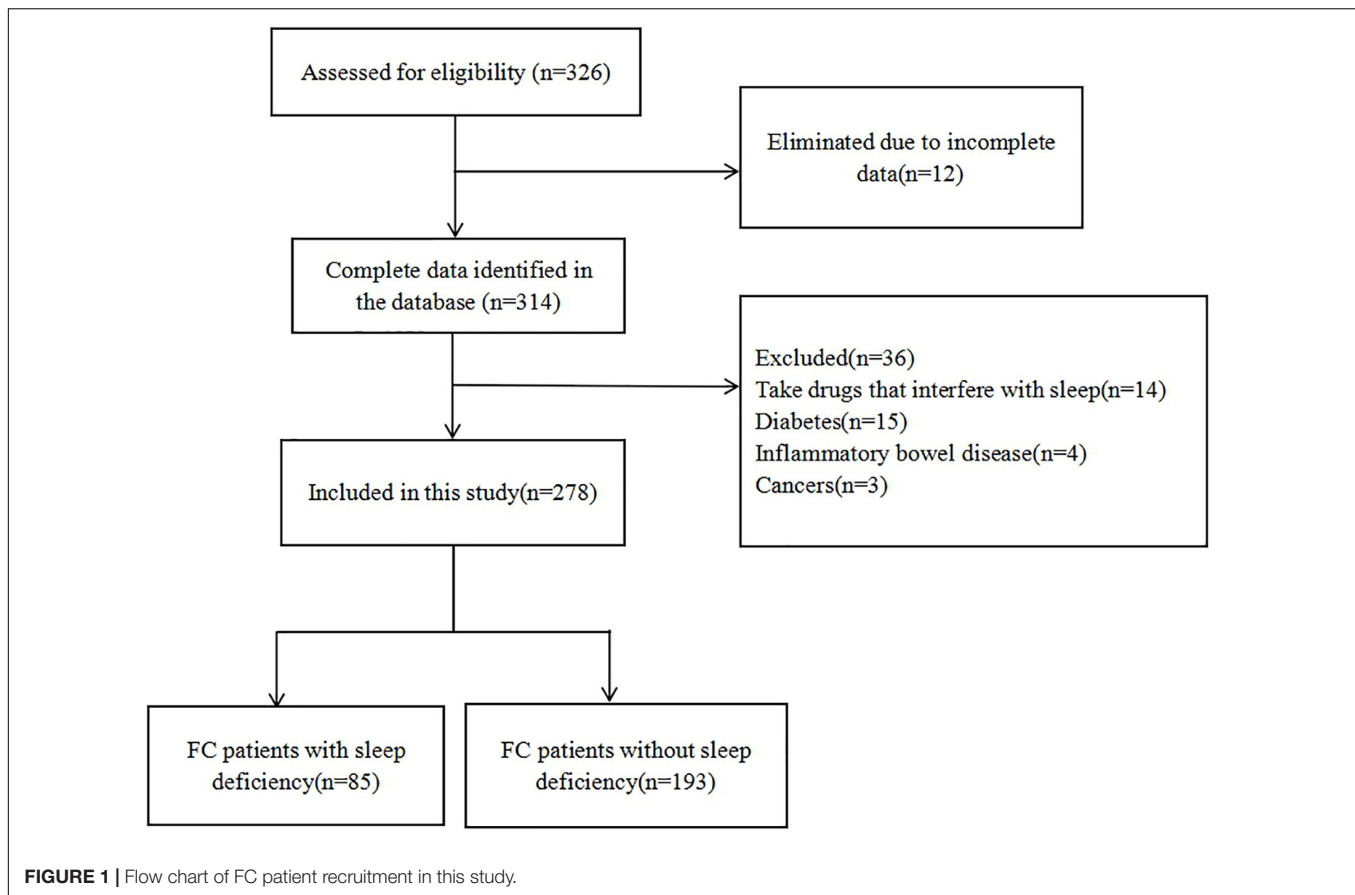 Assessed for eligibility (n=326)
Eliminated due to incomplete
data(n=12)
Complete data identified in
the database (n=314)
Excluded(n=36)
Take drugs that interfere with sleep(n=14)
Diabetes(n=15)
Inflammatory bowel disease(n=4)
Cancers(n=3)
Included in this study(n=278)
FC patients with sleep
deficiency(n=85)
FC patients without sleep
deficiency(n=193)
FIGURE 1 | Flow chart of FC patient recruitment in this study.